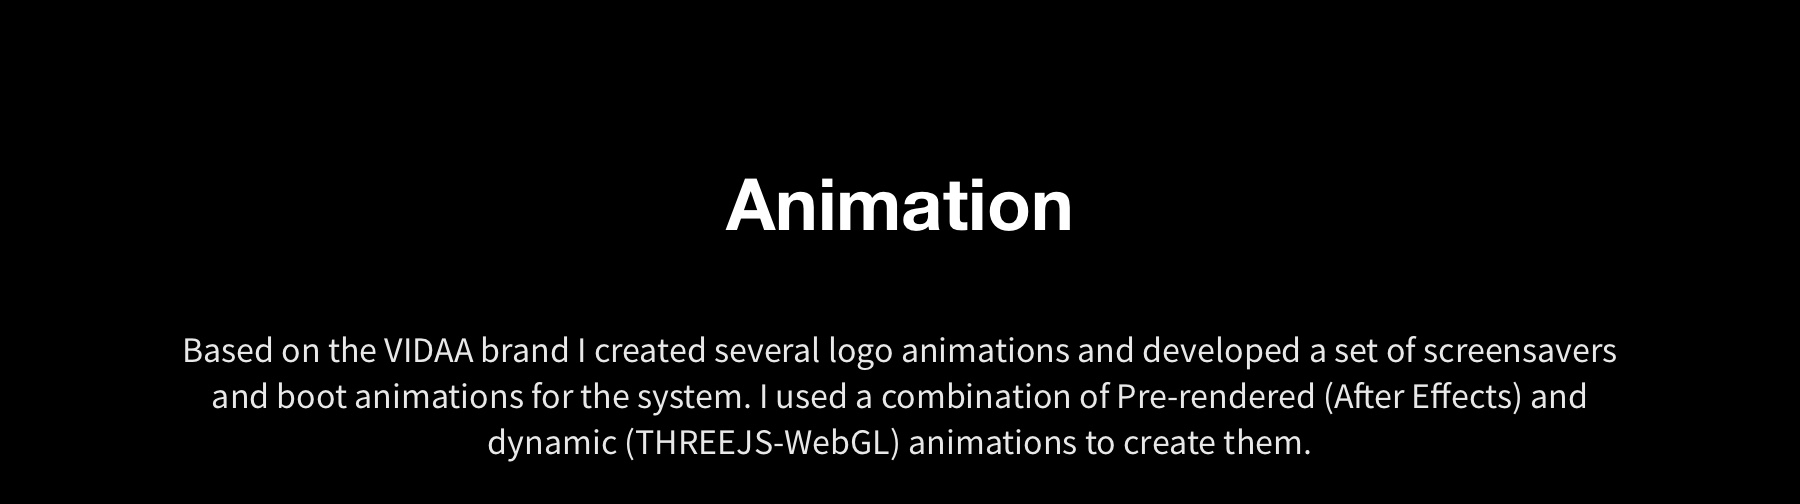 Animation
Based on the VIDAA brand I created several logo animations and developed a set of screensavers
and boot animations for the system. I used a combination of Pre-rendered (After Effects) and
dynamic (THREEJS-WebGL) animations to create them.